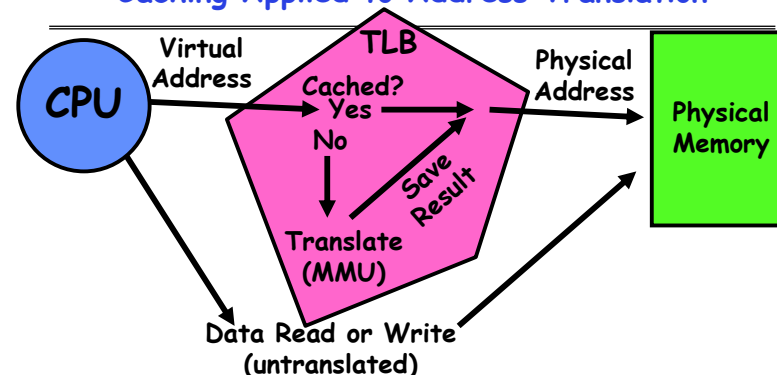 Caching Applied to Address Translation
TLB
Virtual
Address
CPU
Cached?
Yes
No
Save
Result
Translate
(MMU)
Physical
Address
Physical
Memory
Data Read or Write
(untranslated)